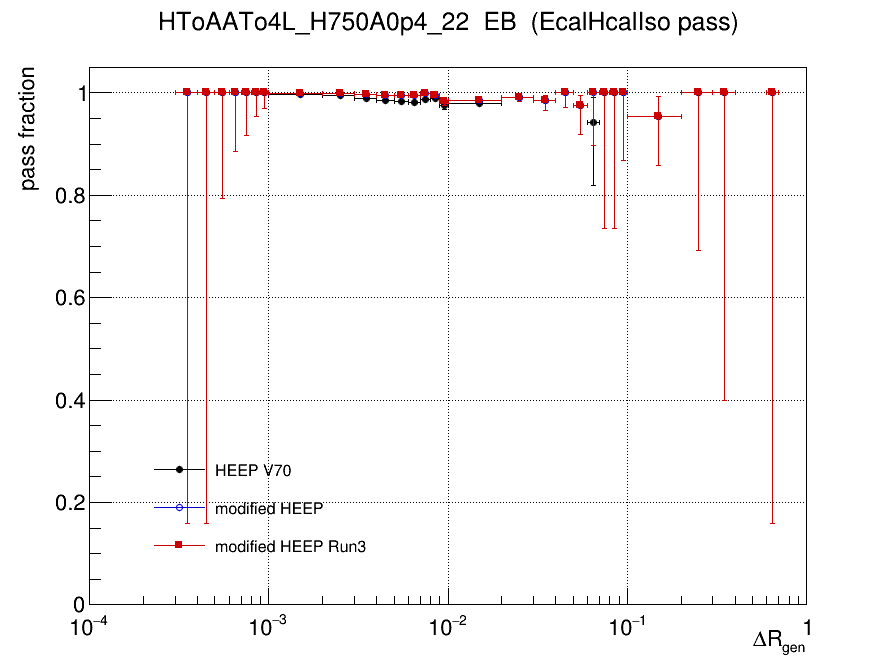 HToAATo4L_H750A0p4_22 EB (EcalHcalIso pass)
pass fraction
1
0.8
0.6
0.4
0.2
0
HEEP V70
modified HEEP
modified HEEP Run3
10⁻⁴ 10⁻³ 10⁻² 10⁻¹ 1
ΔR_gen